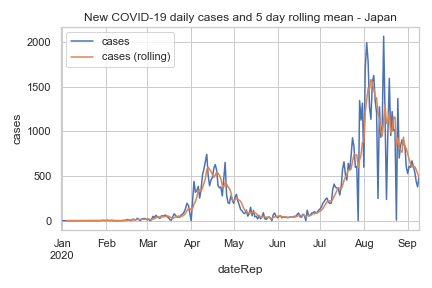 New COVID-19 daily cases and 5 day rolling mean - Japan
cases
cases (rolling)
2000
1500
1000
500
0
cases
Jan Feb Mar Apr May Jun Jul Aug Sep
2020
dateRep